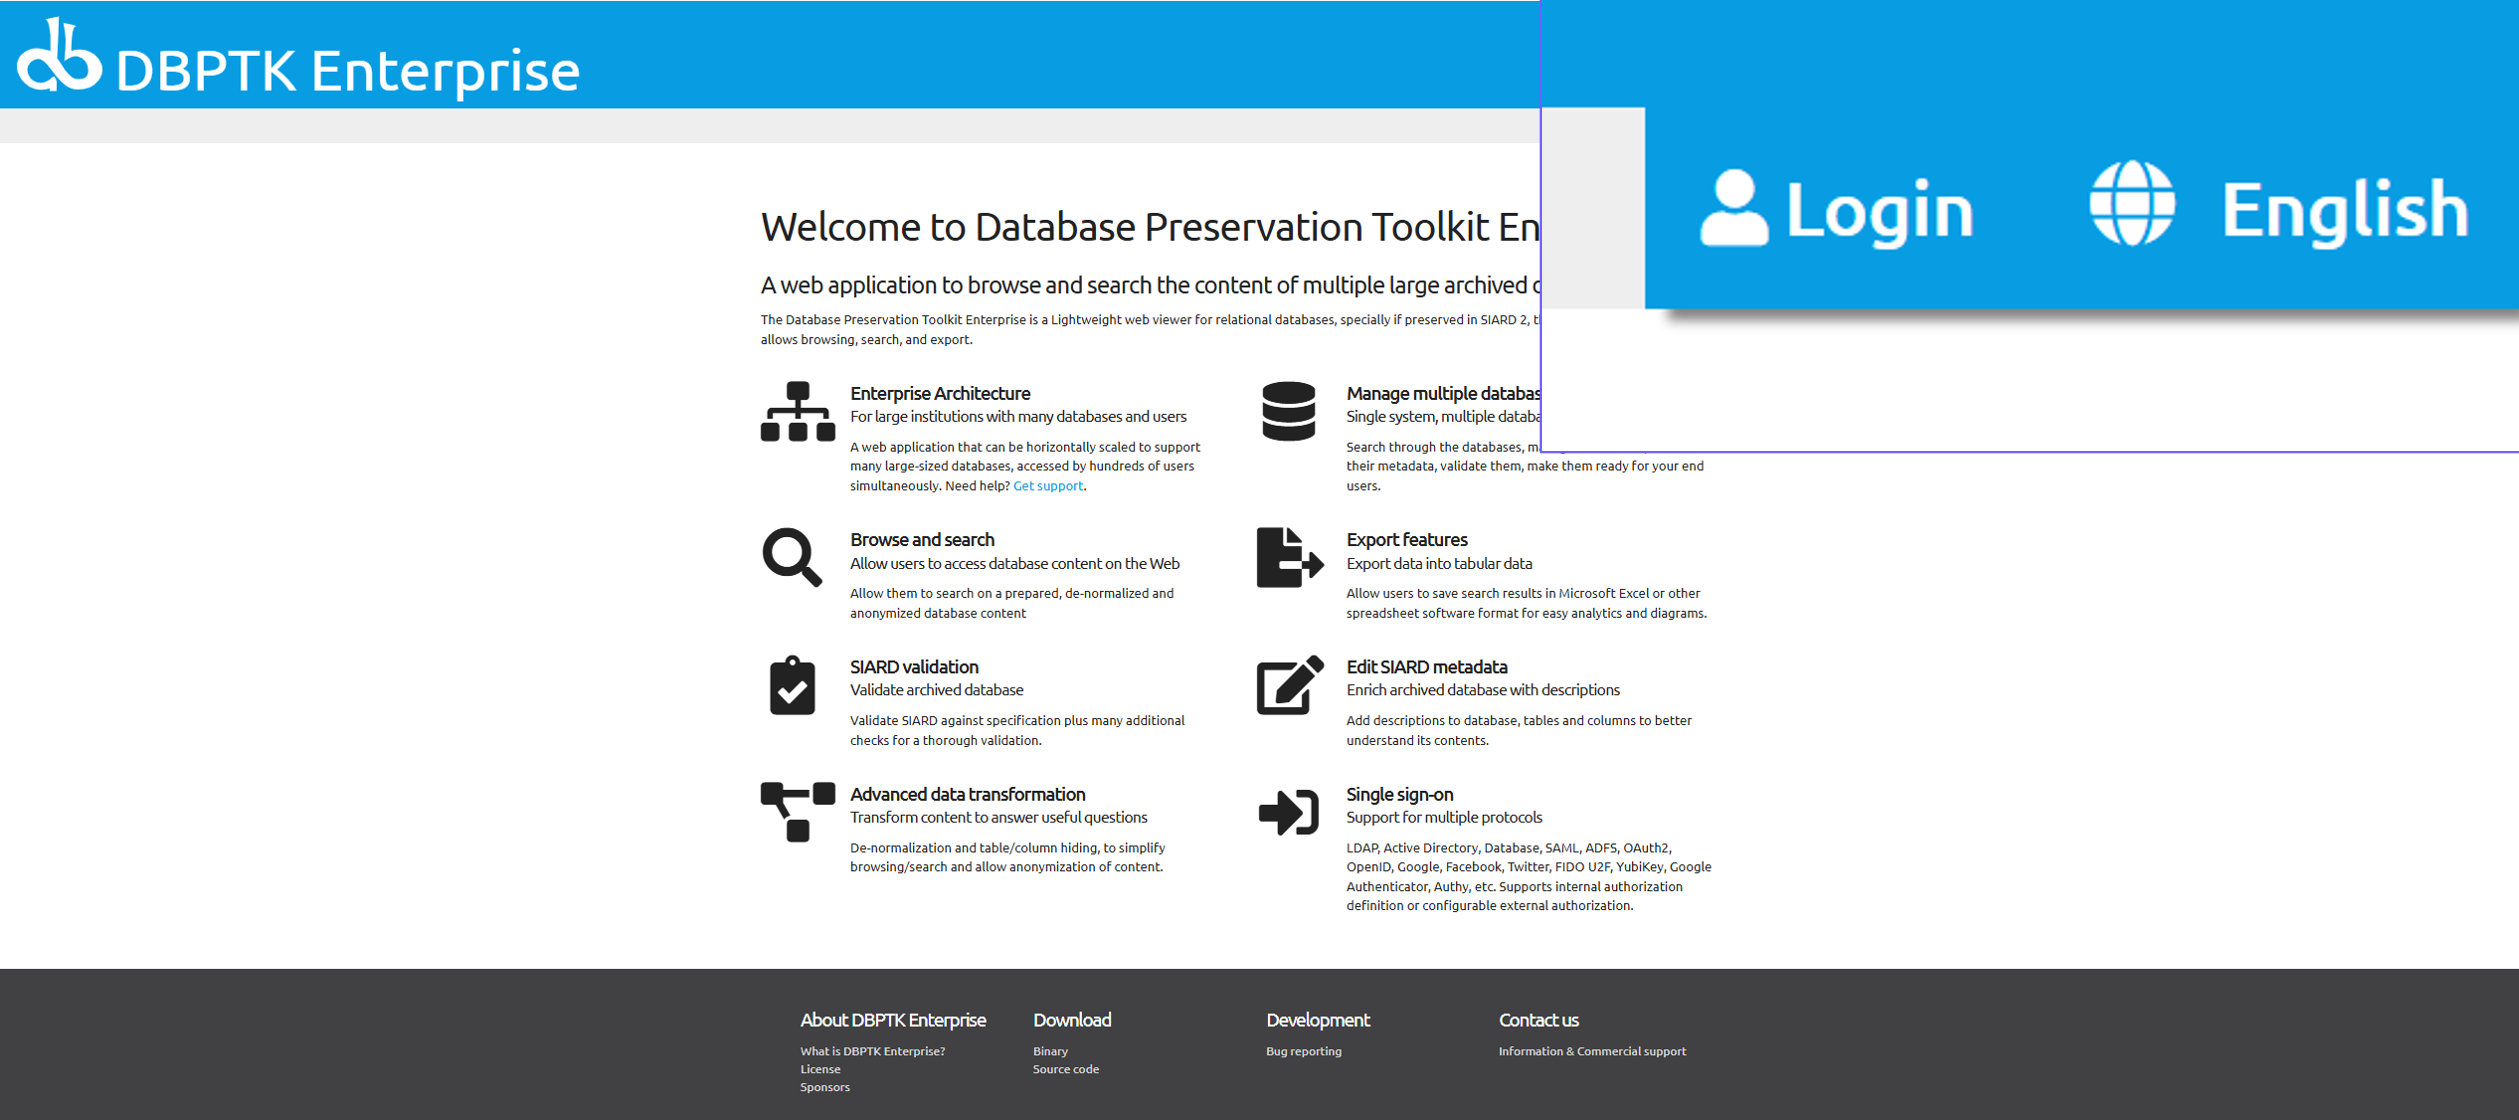 DBPTK Enterprise
Login
English
Welcome to Database Preservation Toolkit En
A web application to browse and search the content of multiple large archived
The Database Preservation Toolkit Enterprise is a Lightweight web viewer for relational databases, specially if preserved in SIARD 2,
allows browsing, search, and export.
Enterprise Architecture
For large institutions with many databases and users
A web application that can be horizontally scaled to support
many large-sized databases, accessed by hundreds of users
simultaneously. Need help? Get support.
Manage multiple databas
Single system, multiple databa
Search through the databases,
their metadata, validate them, make them ready for your end
users.
Browse and search
Allow users to access database content on the Web
Allow them to search on a prepared, de-normalized and
anonymized database content
Export features
Export data into tabular data
Allow users to save search results in Microsoft Excel or other
spreadsheet software format for easy analytics and diagrams.
SIARD validation
Validate archived database
Validate SIARD against specification plus many additional
checks for a thorough validation.
Edit SIARD metadata
Enrich archived database with descriptions
Add descriptions to database, tables and columns to better
understand its contents.
Advanced data transformation
Transform content to answer useful questions
De-normalization and table/column hiding, to simplify
browsing/search and allow anonymization of content.
Single sign-on
Support for multiple protocols
LDAP, Active Directory, Database, SAML, ADFS, OAuth2,
OpenID, Google, Facebook, Twitter, FIDO U2F, YubiKey, Google
Authenticator, Authy, etc. Supports internal authorization
definition or configurable external authorization.
About DBPTK Enterprise
What is DBPTK Enterprise?
License
Sponsors
Download
Binary
Source code
Development
Bug reporting
Contact us
Information & Commercial support